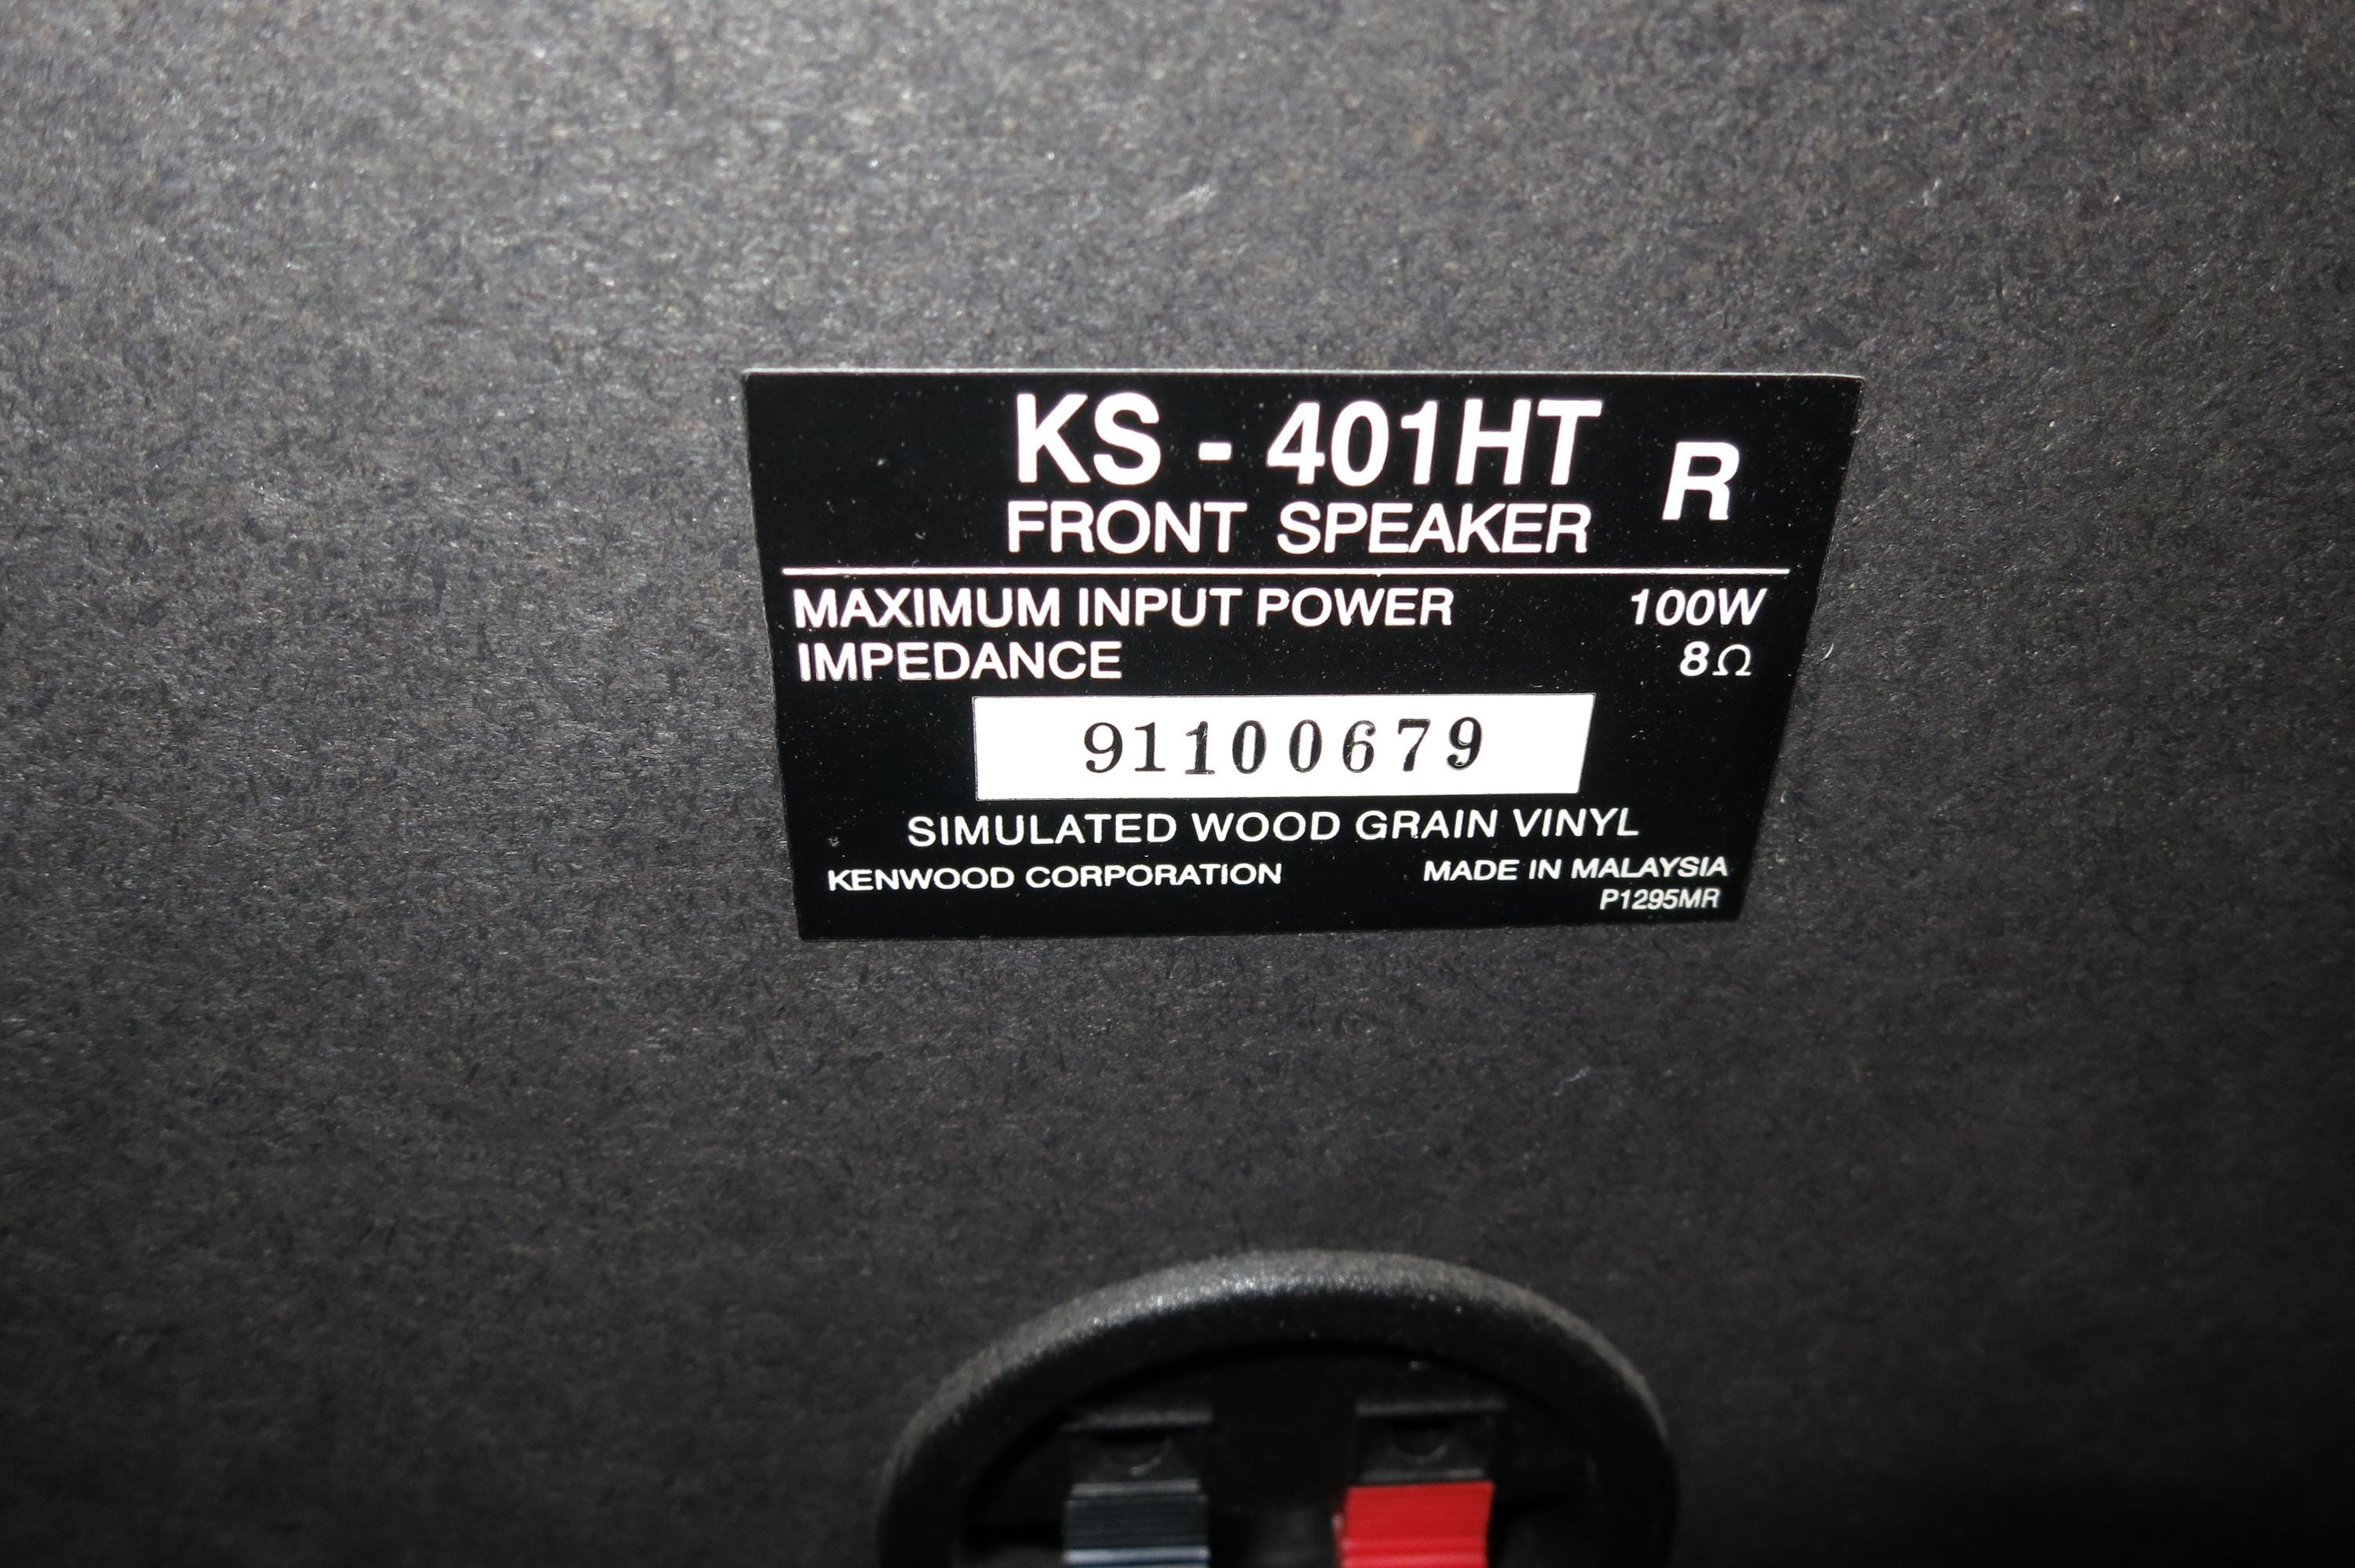 KS - 401HT R
FRONT SPEAKER
MAXIMUM INPUT POWER 100W
IMPEDANCE 8Ω
91100679
SIMULATED WOOD GRAIN VINYL
KENWOOD CORPORATION MADE IN MALAYSIA
P1295MR